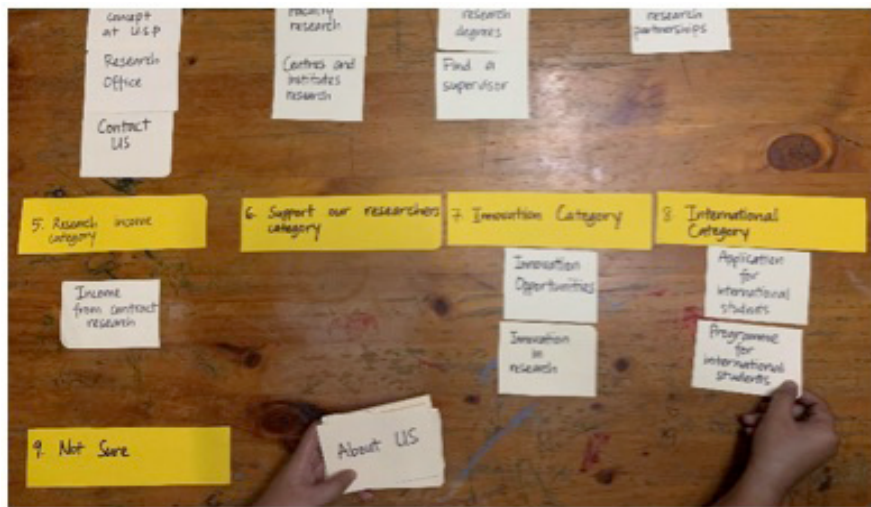 concept
at USP
Faculty
research
research
degrees
research
partnerships
Research
Office
Centres and
institutes
research
Find a
supervisor
Contact
US
5. Research income
category
6. Support our researchers
category
7. Innovation Category
8. International
Category
Income
from contract
research
Innovation
Opportunities
Application
for
international
students
Innovation
in
research
Programme
for
international
students
9. Not Sure
About US